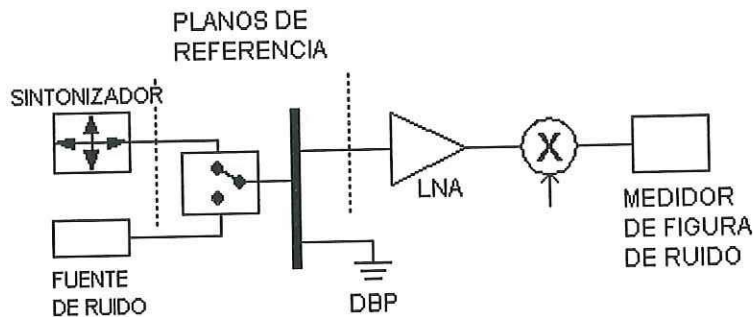 PLANOS DE
REFERENCIA
SINTONIZADOR
LNA
X
MEDIDOR
DE FIGURA
DE RUIDO
FUENTE
DE RUIDO
DBP